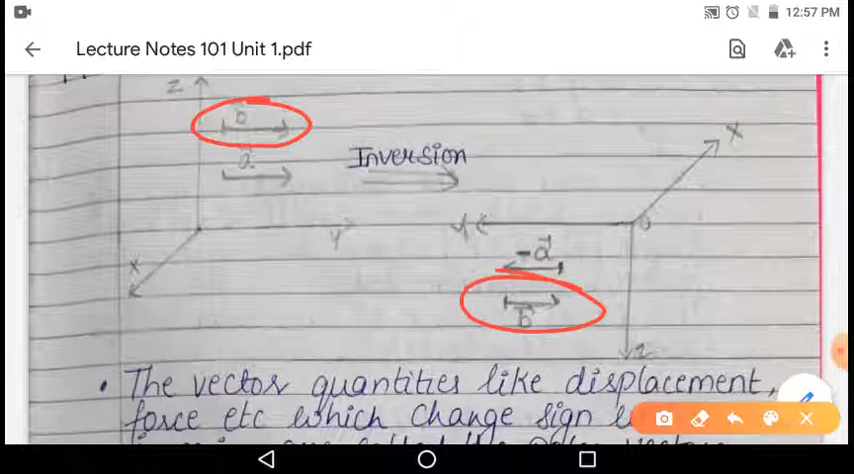 12:57 PM
Lecture Notes 101 Unit 1.pdf
Z
b
a
Inversion
X
Y
X
Y
O
-a
b
Z
• The vector quantities like displacement,
force etc which change sign